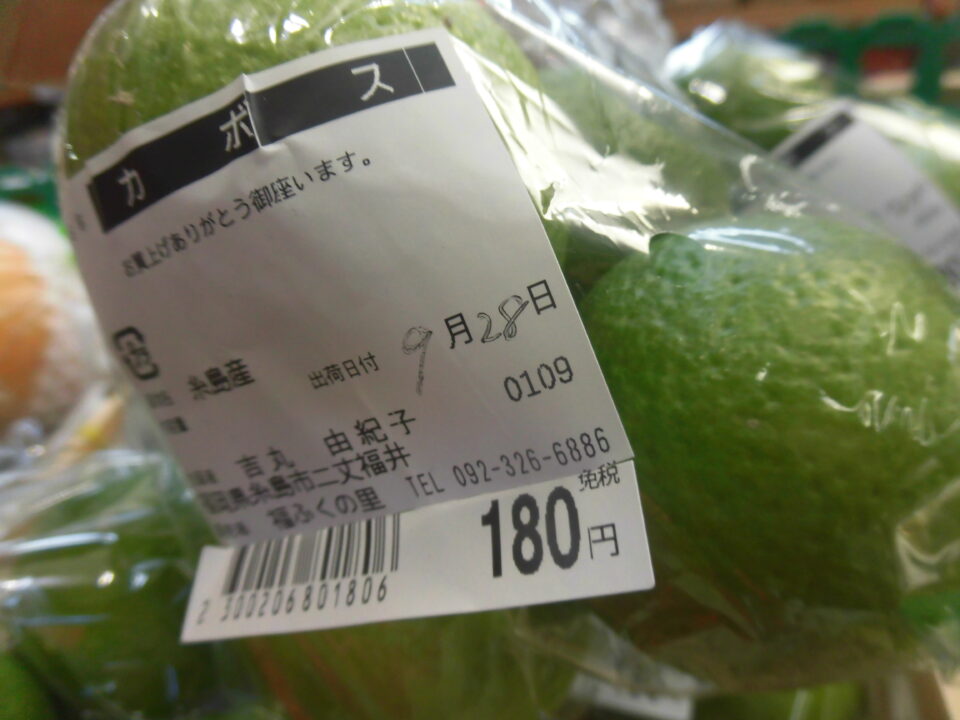 カボス
お買上げありがとう御座います。
出荷日付 9月28日
糸島産
0109
吉丸 由紀子
県糸島市二丈福井
福ふくの里 TEL 092-326-6886
免税
180円
2 300206801806